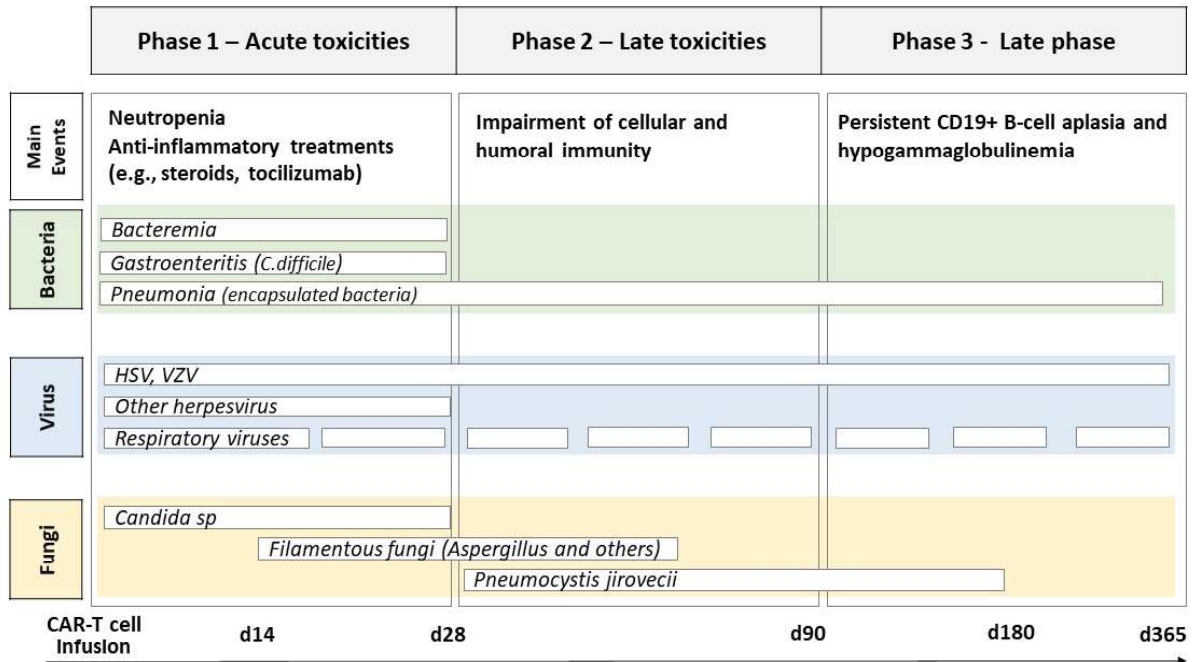 Phase 1 – Acute toxicities
Phase 2 – Late toxicities
Phase 3 - Late phase
Main
Events
Neutropenia
Anti-inflammatory treatments
(e.g., steroids, tocilizumab)
Impairment of cellular and
humoral immunity
Persistent CD19+ B-cell aplasia and
hypogammaglobulinemia
Bacteria
Bacteremia
Gastroenteritis (C.difficile)
Pneumonia (encapsulated bacteria)
Virus
HSV, VZV
Other herpesvirus
Respiratory viruses
Fungi
Candida sp
Filamentous fungi (Aspergillus and others)
Pneumocystis jirovecii
CAR-T cell
Infusion
d14
d28
d90
d180
d365